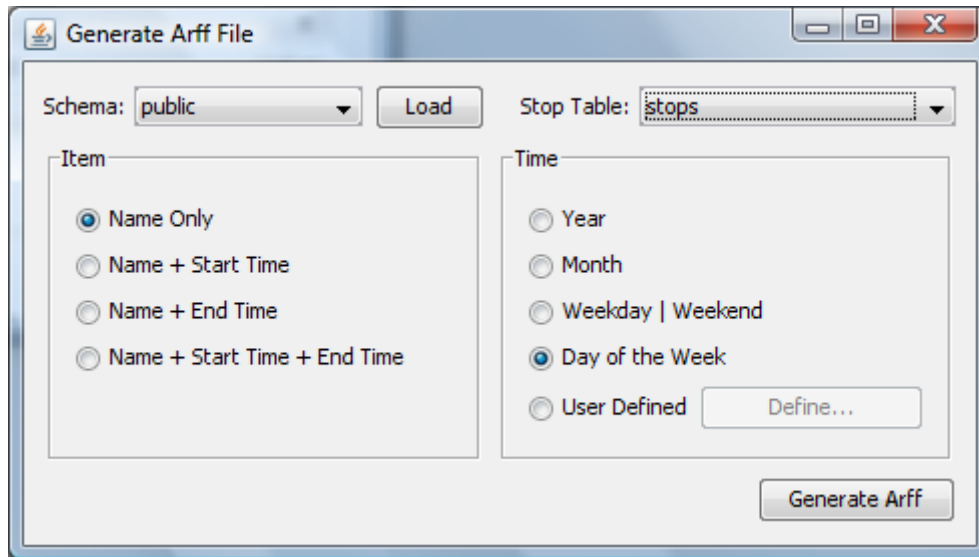 Generate Arff File
Schema: public Load Stop Table: stops
Item
Name Only
Name + Start Time
Name + End Time
Name + Start Time + End Time
Time
Year
Month
Weekday | Weekend
Day of the Week
User Defined Define...
Generate Arff